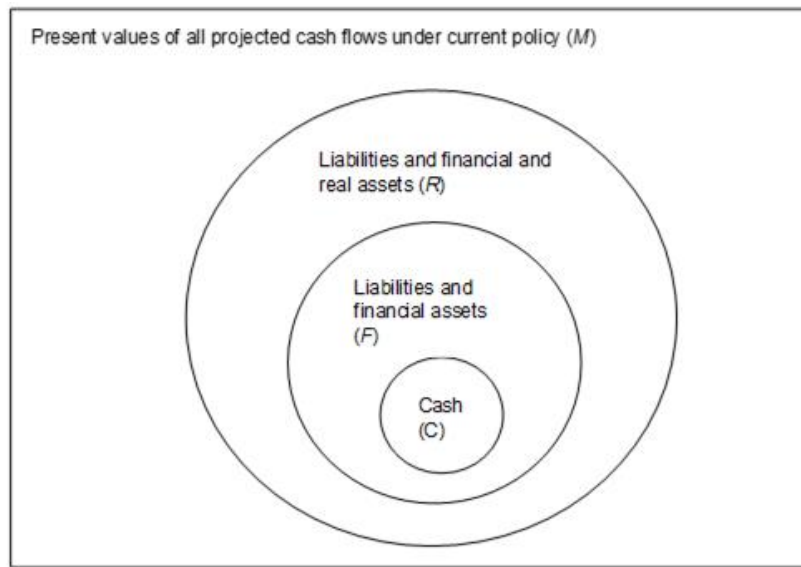 Present values of all projected cash flows under current policy (M)
Liabilities and financial and
real assets (R)
Liabilities and
financial assets
(F)
Cash
(C)